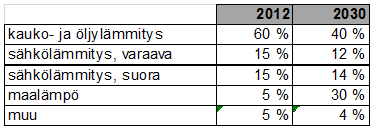 2012 2030
kauko- ja öljylämmitys 60 % 40 %
sähkölämmitys, varaava 15 % 12 %
sähkölämmitys, suora 15 % 14 %
maalämpö 5 % 30 %
muu 5 % 4 %